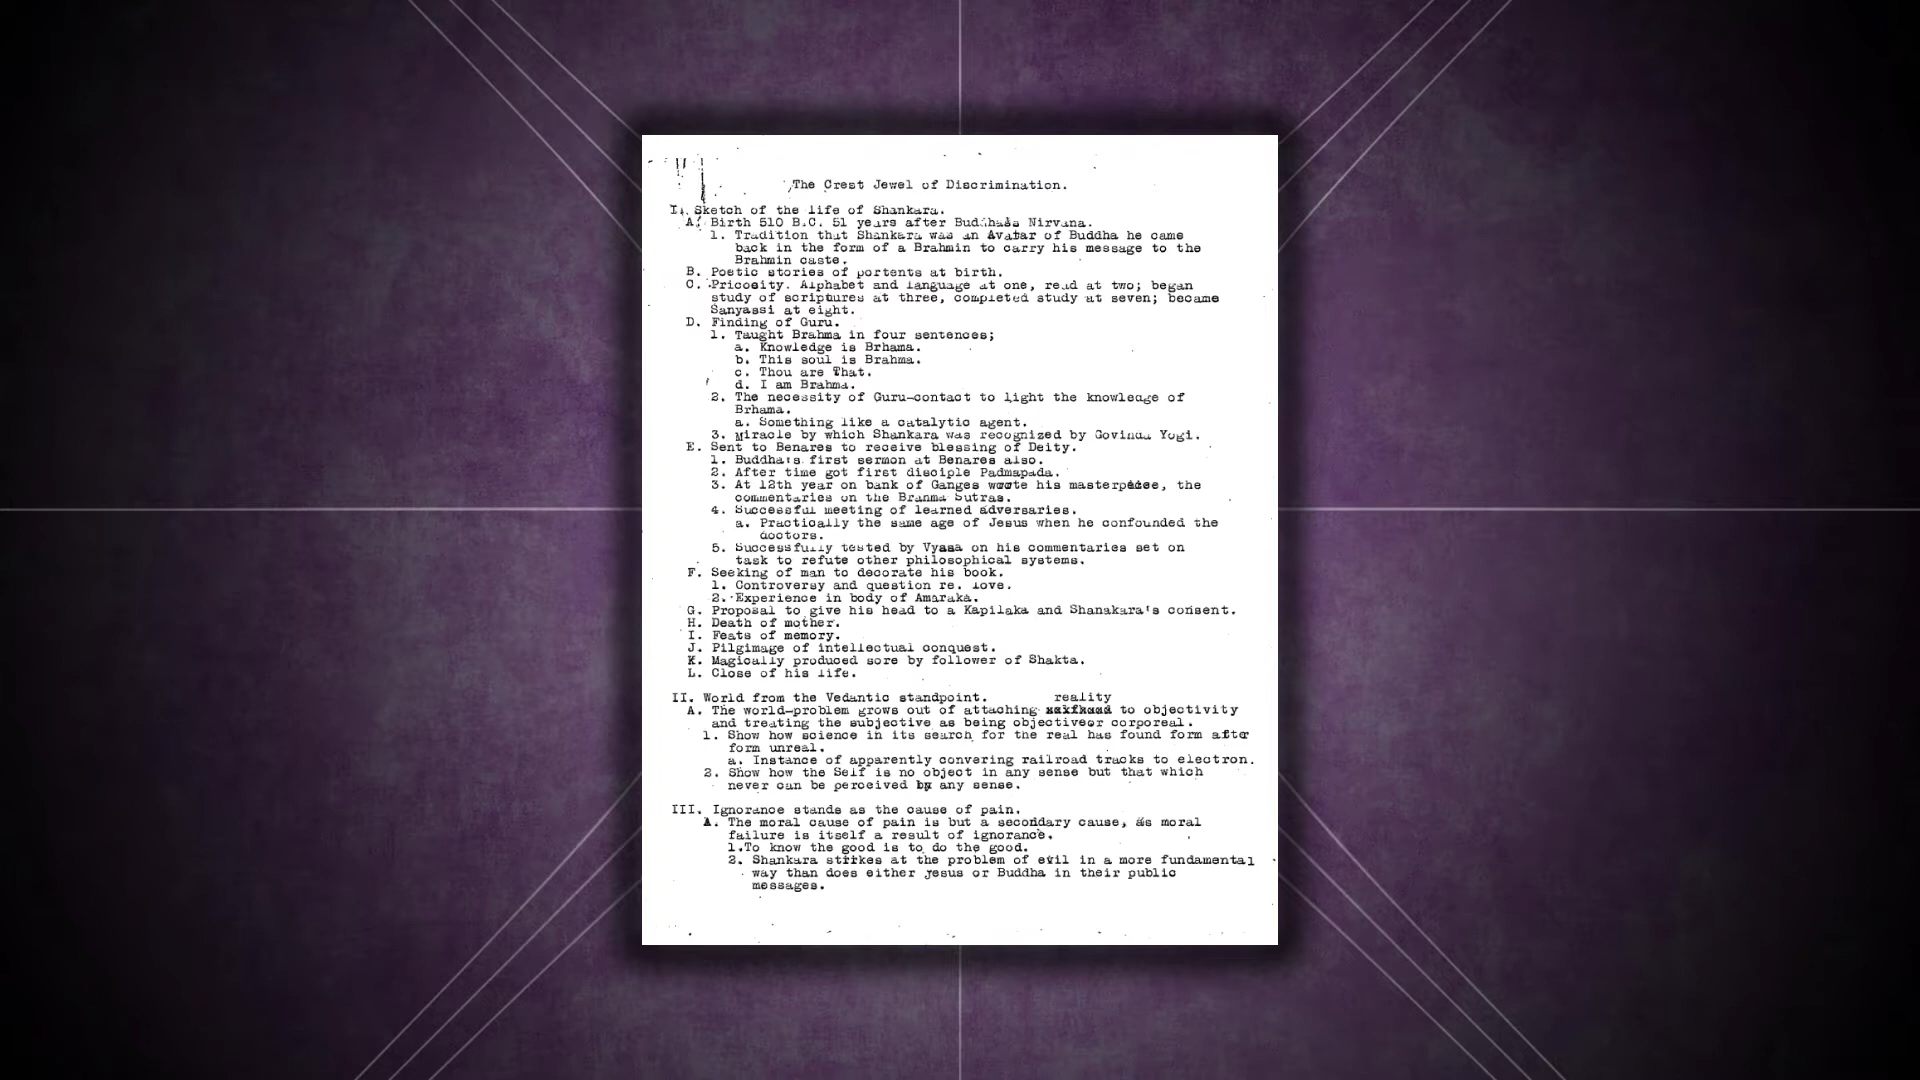 The Crest Jewel of Discrimination.
I. Sketch of the life of Shankara.
A. Birth 510 B.C. 51 years after Buddhas Nirvana.
1. Tradition that Shankara was an Avatar of Buddha he came
back in the form of a Brahmin to carry his message to the
Brahmin caste.
B. Poetic stories of portents at birth.
C. Pricosity. Alphabet and language at one, read at two; began
study of scriptures at three, completed study at seven; became
Sanyassi at eight.
D. Finding of Guru.
1. Taught Brahma in four sentences;
a. Knowledge is Brhama.
b. This soul is Brahma.
c. Thou are That.
d. I am Brahma.
2. The necessity of Guru-contact to light the knowledge of
Brhama.
a. Something like a catalytic agent.
3. Miracle by which Shankara was recognized by Govinda Yogi.
E. Sent to Benares to receive blessing of Deity.
1. Buddha's first sermon at Benares also.
2. After time got first disciple Padmapada.
3. At 12th year on bank of Ganges wrote his masterpiece, the
commentaries on the Brahma Sutras.
4. Successful meeting of learned adversaries.
a. Practically the same age of Jesus when he confounded the
doctors.
5. Successfully tested by Vyasa on his commentaries set on
task to refute other philosophical systems.
F. Seeking of man to decorate his book.
1. Controversy and question re. love.
2. Experience in body of Amaraka.
G. Proposal to give his head to a Kapilaka and Shanakara's consent.
H. Death of mother.
I. Feats of memory.
J. Pilgimage of intellectual conquest.
K. Magically produced sore by follower of Shakta.
L. Close of his life.
II. World from the Vedantic standpoint.
reality
A. The world-problem grows out of attaching to objectivity
and treating the subjective as being objectiveor corporeal.
1. Show how science in its search for the real has found form after
form unreal.
a. Instance of apparently convering railroad tracks to electron.
2. Show how the Self is no object in any sense but that which
never can be perceived by any sense.
III. Ignorance stands as the cause of pain.
A. The moral cause of pain is but a secondary cause, as moral
failure is itself a result of ignorance.
1.To know the good is to do the good.
2. Shankara strikes at the problem of evil in a more fundamental
way than does either Jesus or Buddha in their public
messages.